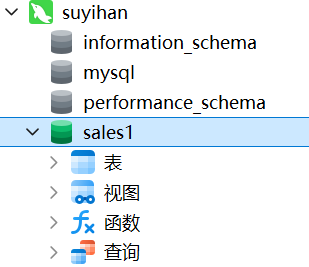 suyihan
information_schema
mysql
performance_schema
sales1
表
视图
函数
查询